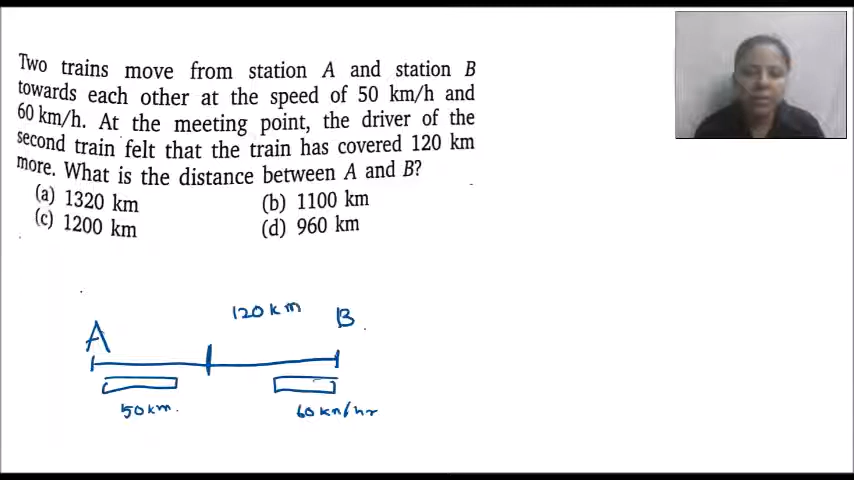 Two trains move from station A and station B
towards each other at the speed of 50 km/h and
60 km/h. At the meeting point, the driver of the
second train felt that the train has covered 120 km
more. What is the distance between A and B?
(a) 1320 km (b) 1100 km
(c) 1200 km (d) 960 km
120 km
A B
50 km. 60 km/hr